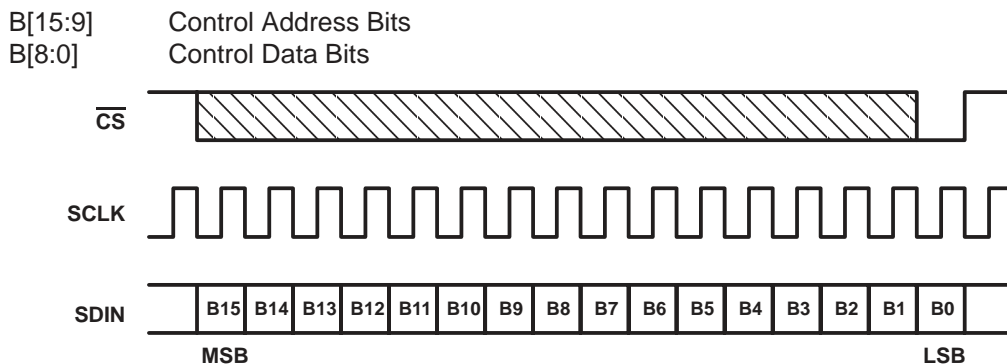 B[15:9] Control Address Bits
B[8:0] Control Data Bits
CS
SCLK
SDIN B15 B14 B13 B12 B11 B10 B9 B8 B7 B6 B5 B4 B3 B2 B1 B0
MSB LSB